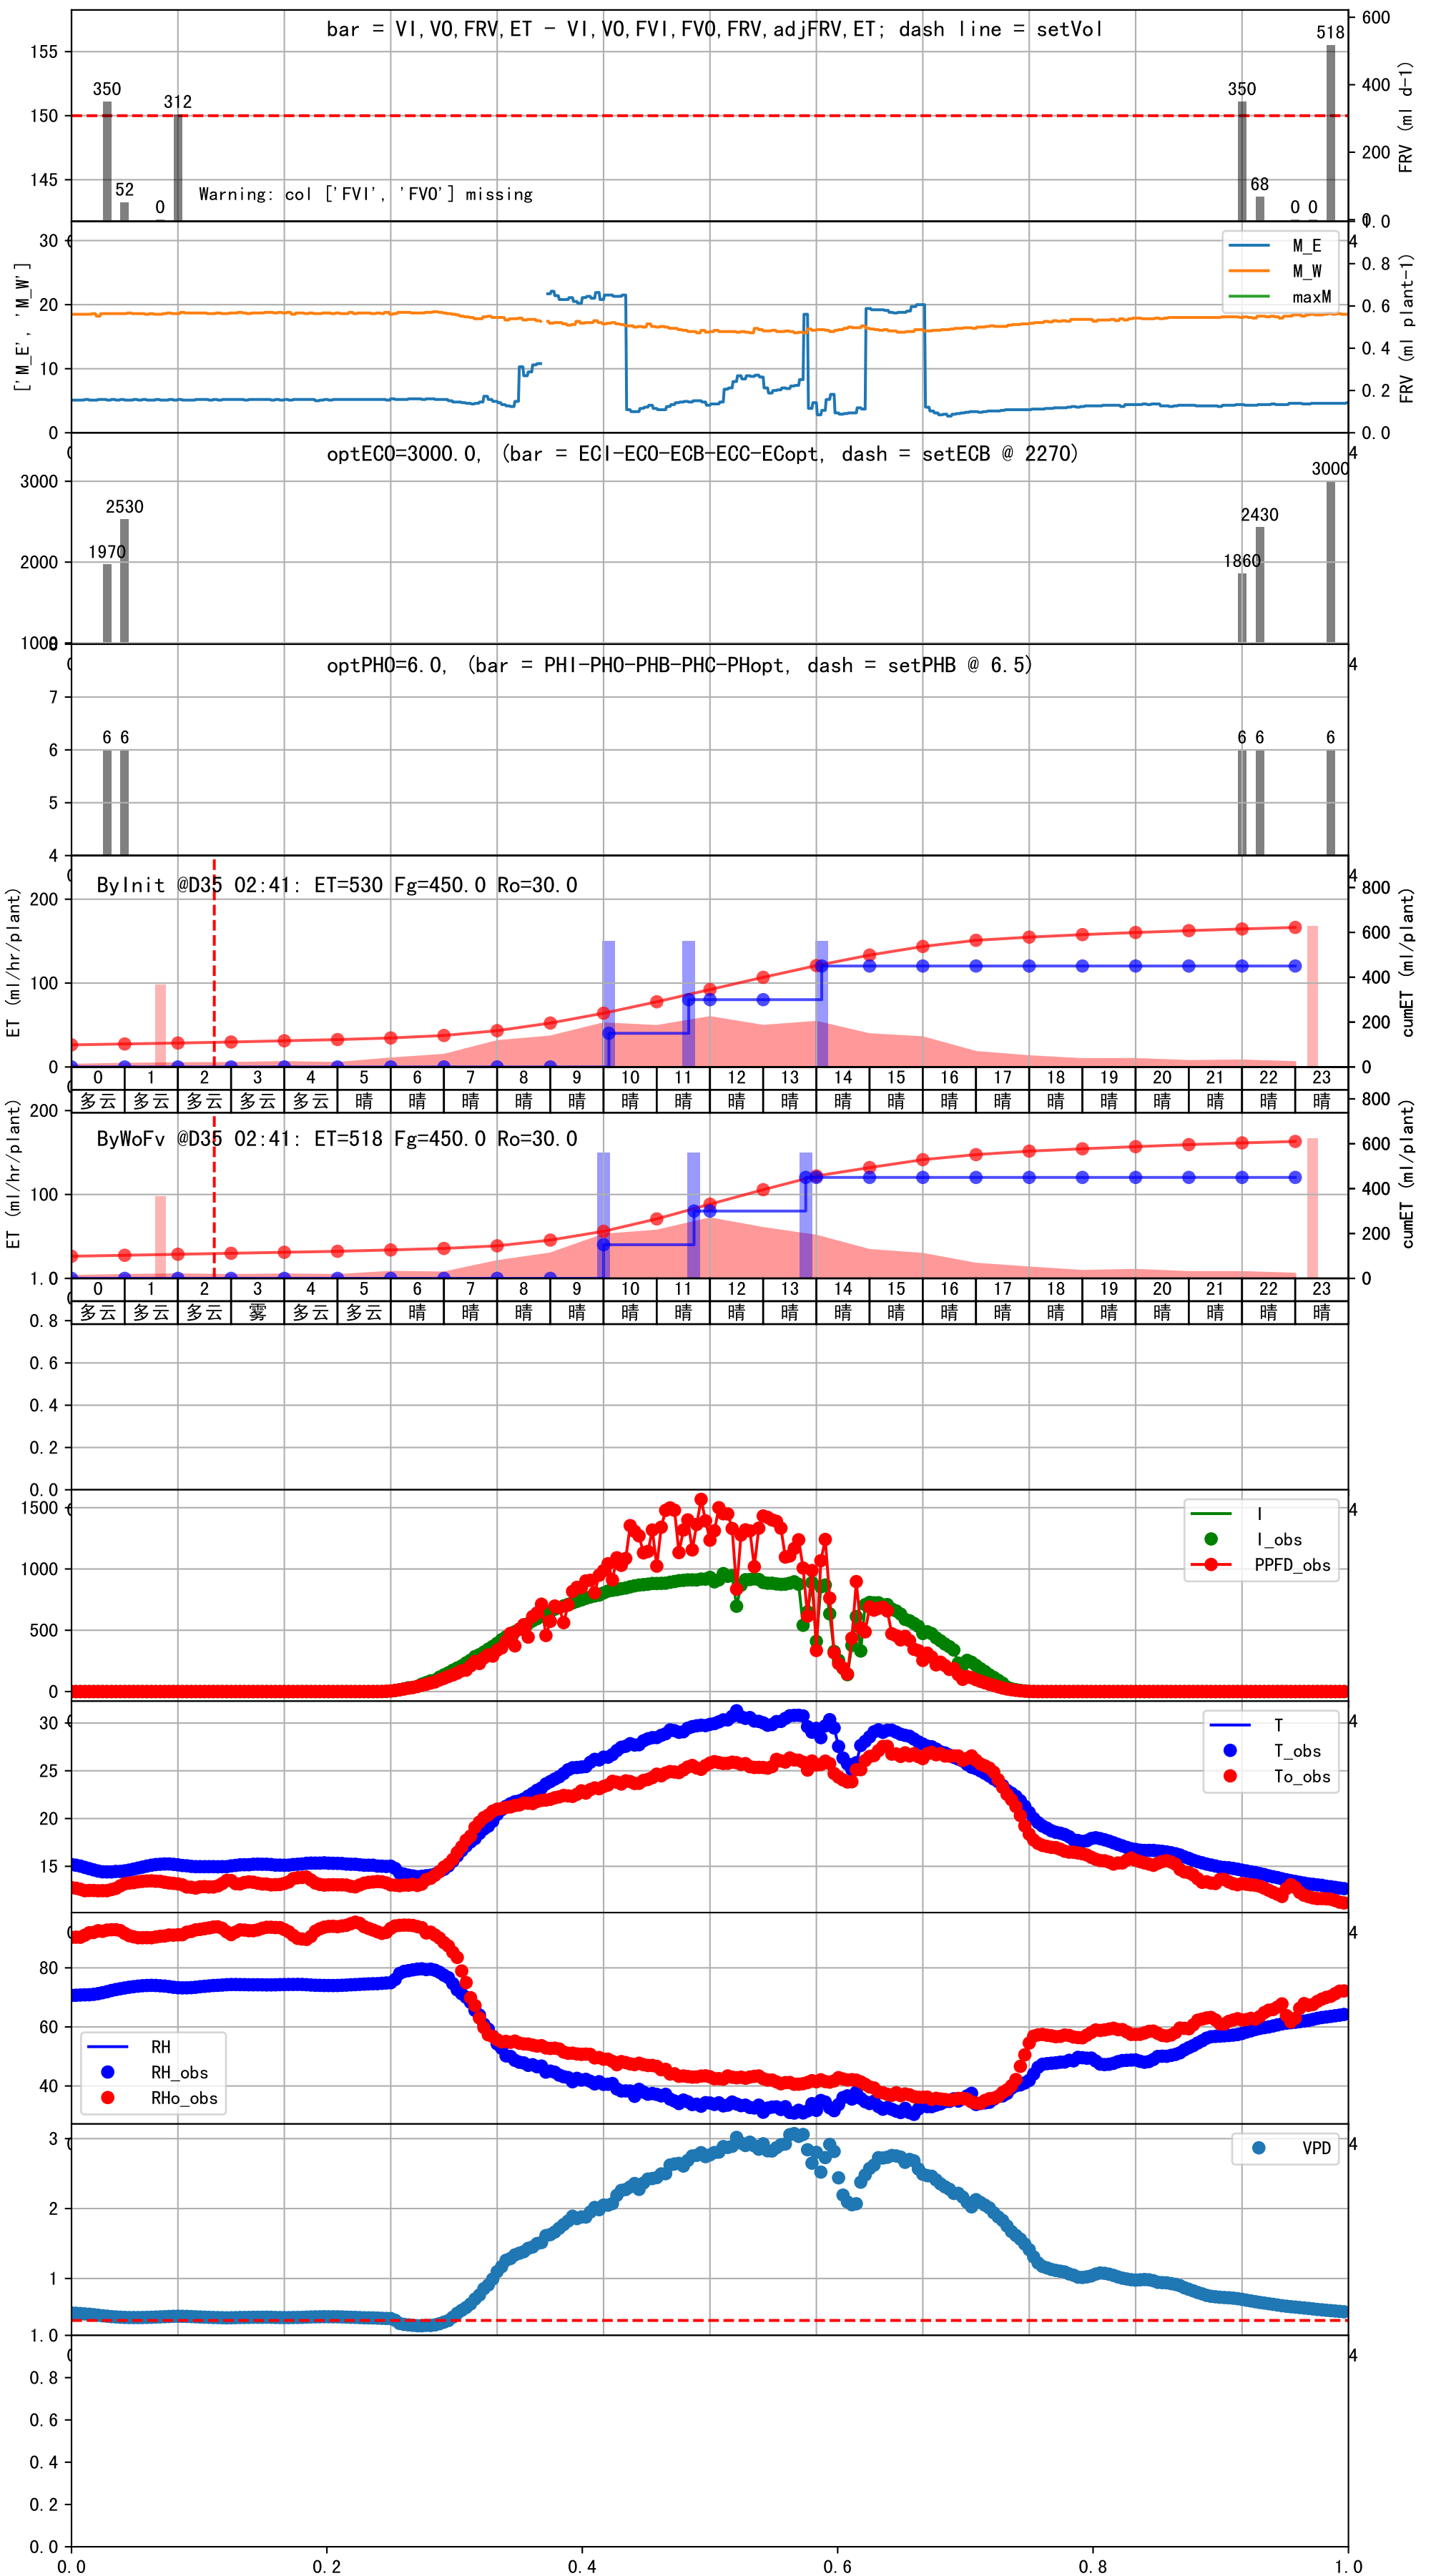 bar = VI,VO,FRV,ET - VI,VO,FVI,FVO,FRV,adjFRV,ET; dash line = setVol
155
150
145
600
400
200
0
FRV (ml d-1)
350
52
0
312
350
68
0
0
518
Warning: col ['FVI', 'FVO'] missing
['M_E', 'M_W']
30
20
10
0
1.0
0.8
0.6
0.4
0.2
0.0
FRV (ml plant-1)
M_E
M_W
maxM
optECO=3000.0, (bar = ECI-ECO-ECB-ECC-ECopt, dash = setECB @ 2270)
3000
2000
1000
1970
2530
1860
2430
3000
optPHO=6.0, (bar = PHI-PHO-PHB-PHC-PHopt, dash = setPHB @ 6.5)
7
6
5
4
6 6
6 6
6
ByInit @D35 02:41: ET=530 Fg=450.0 Ro=30.0
ET (ml/hr/plant)
200
100
0
800
600
400
200
0
cumET (ml/plant)
0 1 2 3 4 5 6 7 8 9 10 11 12 13 14 15 16 17 18 19 20 21 22 23
多云 多云 多云 多云 多云 晴 晴 晴 晴 晴 晴 晴 晴 晴 晴 晴 晴 晴 晴 晴 晴 晴 晴 晴
ByWoFv @D35 02:41: ET=518 Fg=450.0 Ro=30.0
ET (ml/hr/plant)
200
100
800
600
400
200
0
cumET (ml/plant)
0 1 2 3 4 5 6 7 8 9 10 11 12 13 14 15 16 17 18 19 20 21 22 23
多云 多云 多云 雾 多云 多云 晴 晴 晴 晴 晴 晴 晴 晴 晴 晴 晴 晴 晴 晴 晴 晴 晴 晴
1.0
0.8
0.6
0.4
0.2
0.0
1500
1000
500
0
I
I_obs
PPFD_obs
30
25
20
15
T
T_obs
To_obs
80
60
40
RH
RH_obs
RHo_obs
3
2
1
VPD
1.0
0.8
0.6
0.4
0.2
0.0
0.0 0.2 0.4 0.6 0.8 1.0